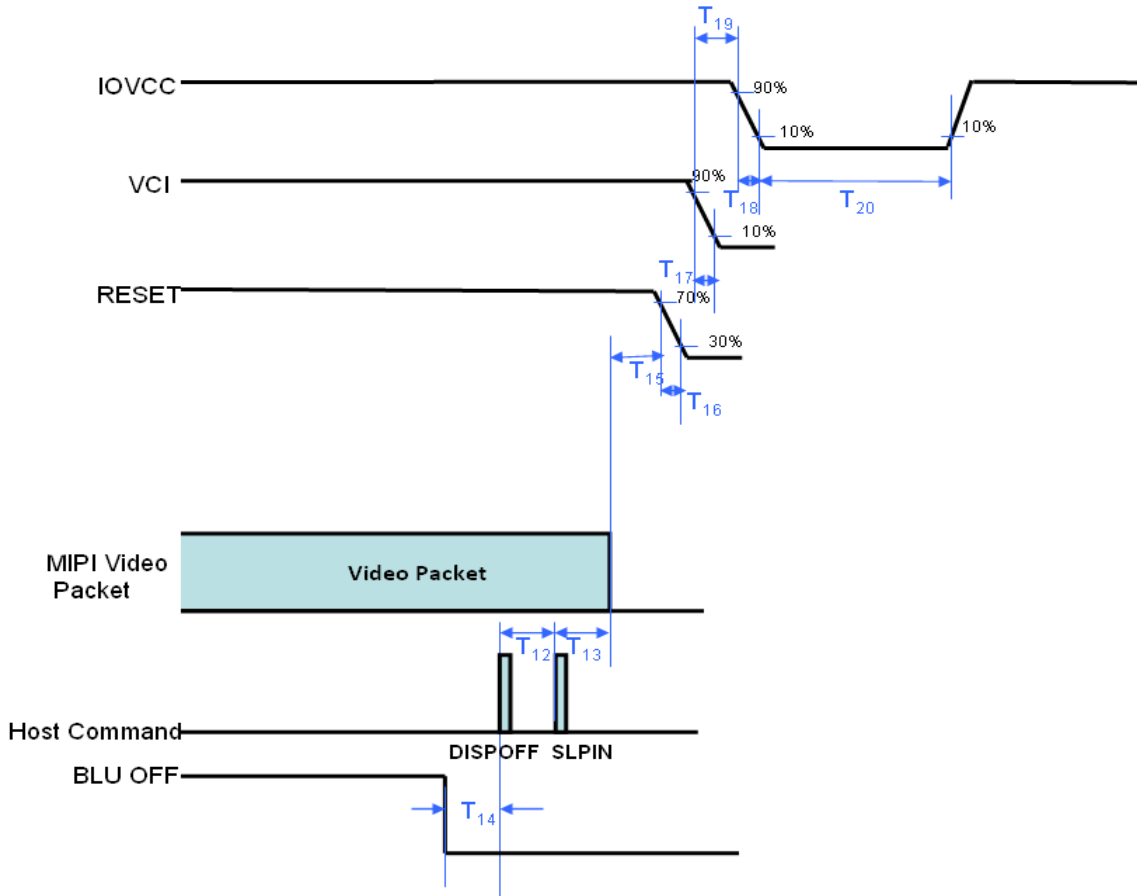 T19
IOVCC
90%
10%
10%
VCI
90%
T18
T20
10%
T17
RESET
70%
30%
T15
T16
MIPI Video
Packet
Video Packet
T12
T13
Host Command
DISPOFF
SLPIN
BLU OFF
T14